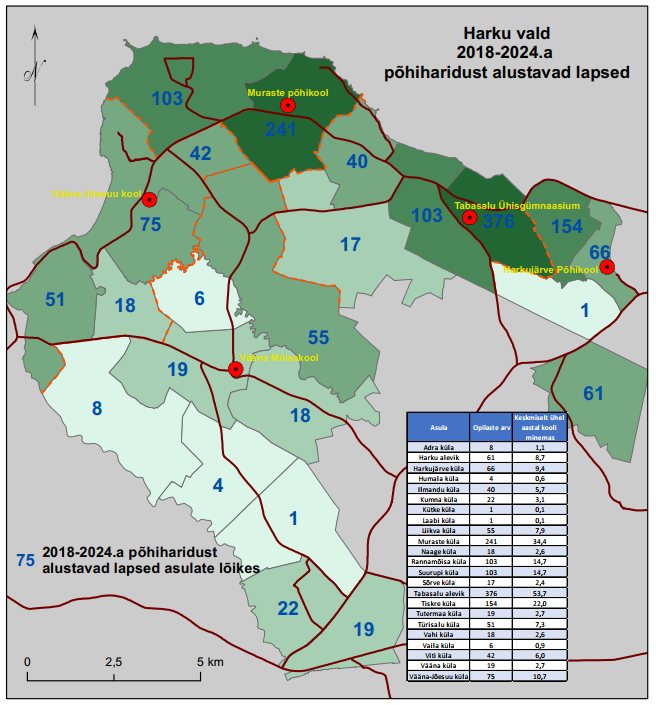 Harku vald
2018-2024.a
põhiharidust alustavad lapsed
N
103
Muraste põhikool
241
42
40
Vääna-Jõesuu kool
75
Tabasalu Ühisgümnaasium
103
376
154
66
Harkujärve Põhikool
17
1
51
18
6
55
Vääna Mõisakool
19
18
8
61
4
1
22
19
75 2018-2024.a põhiharidust
alustavad lapsed asulate lõikes
0 2,5 5 km
Asula Õpilaste arv Keskmiselt ühel
aastal kooli
minemas
Adra küla 8 1,1
Harku alevik 61 8,7
Harkujärve küla 66 9,4
Humala küla 4 0,6
Ilmandu küla 40 5,7
Kumna küla 22 3,1
Kütke küla 1 0,1
Laabi küla 1 0,1
Liikva küla 55 7,9
Muraste küla 241 34,4
Naage küla 18 2,6
Rannamõisa küla 103 14,7
Suurupi küla 103 14,7
Sõrve küla 17 2,4
Tabasalu alevik 376 53,7
Tiskre küla 154 22,0
Tutermaa küla 19 2,7
Türisalu küla 51 7,3
Vahi küla 18 2,6
Vaila küla 6 0,9
Viti küla 42 6,0
Vääna küla 19 2,7
Vääna-Jõesuu küla 75 10,7